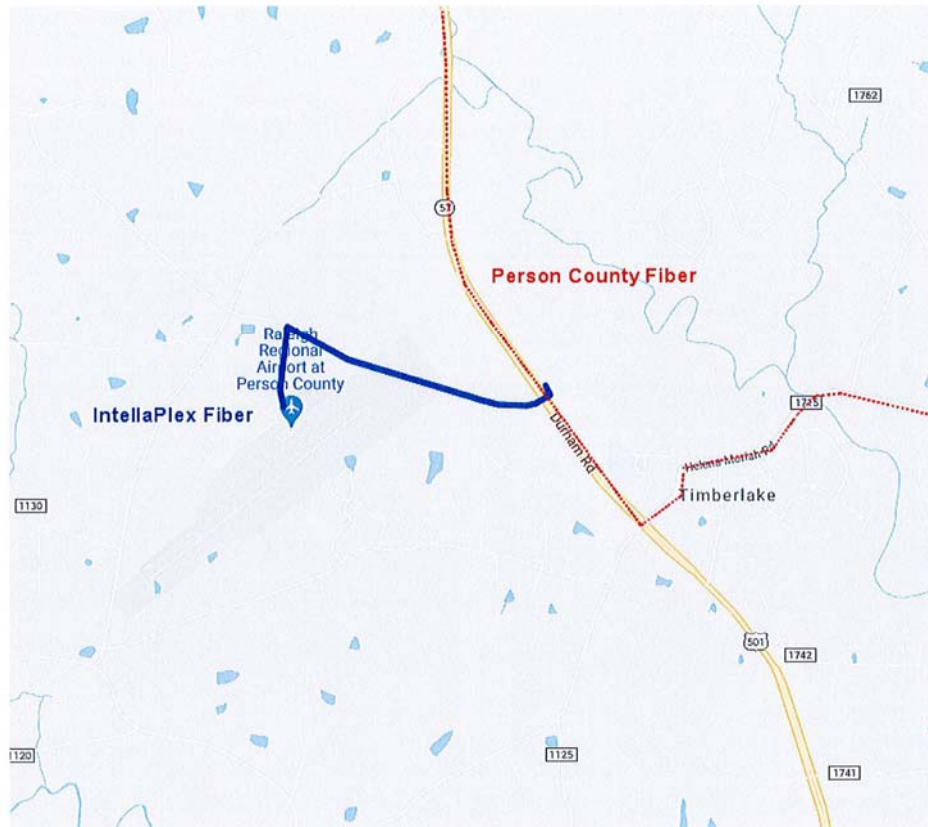 1762
57
Person County Fiber
Raleigh
Regional
Airport at
Person County
IntellaPlex Fiber
1715
Durham Rd
Helena Moriah Rd
Timberlake
1130
501
1742
1120
1125
1741